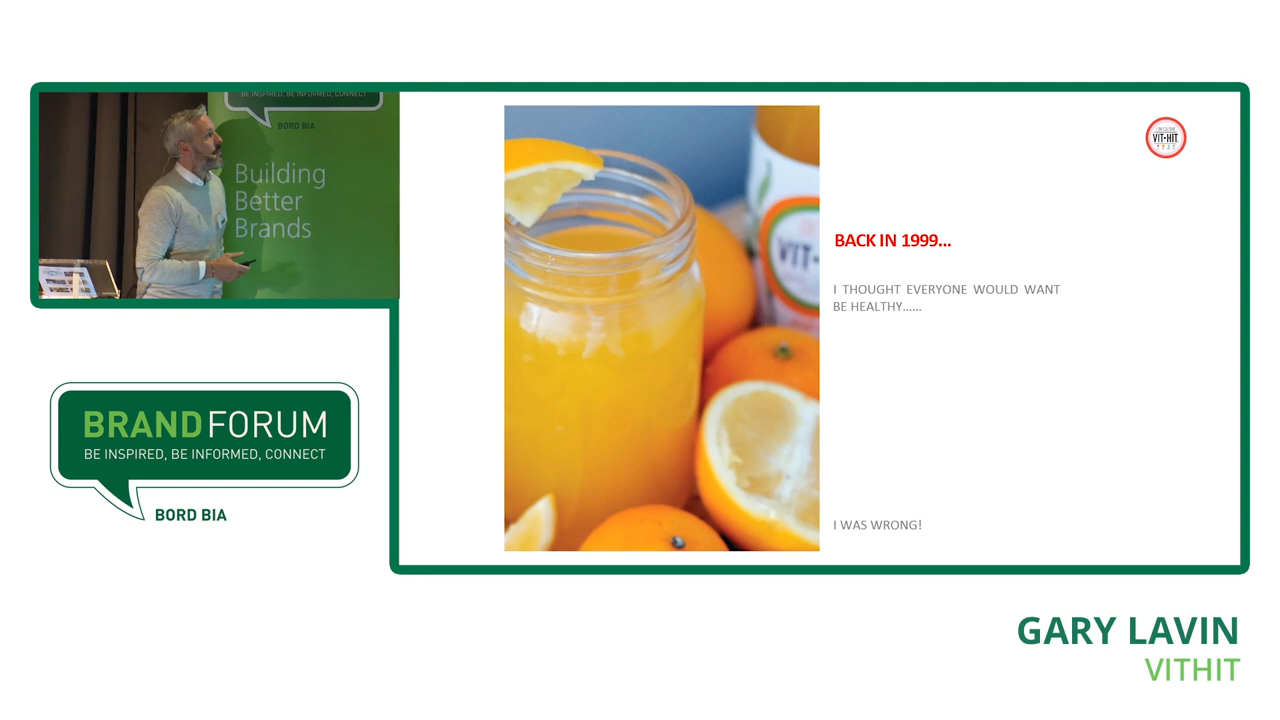 BE INSPIRED, BE INFORMED, CONNECT
BORD BIA
Building
Better
Brands
VIT-HIT
VIT-
BACK IN 1999...
I THOUGHT EVERYONE WOULD WANT
BE HEALTHY......
I WAS WRONG!
BRANDFORUM
BE INSPIRED, BE INFORMED, CONNECT
BORD BIA
GARY LAVIN
VITHIT